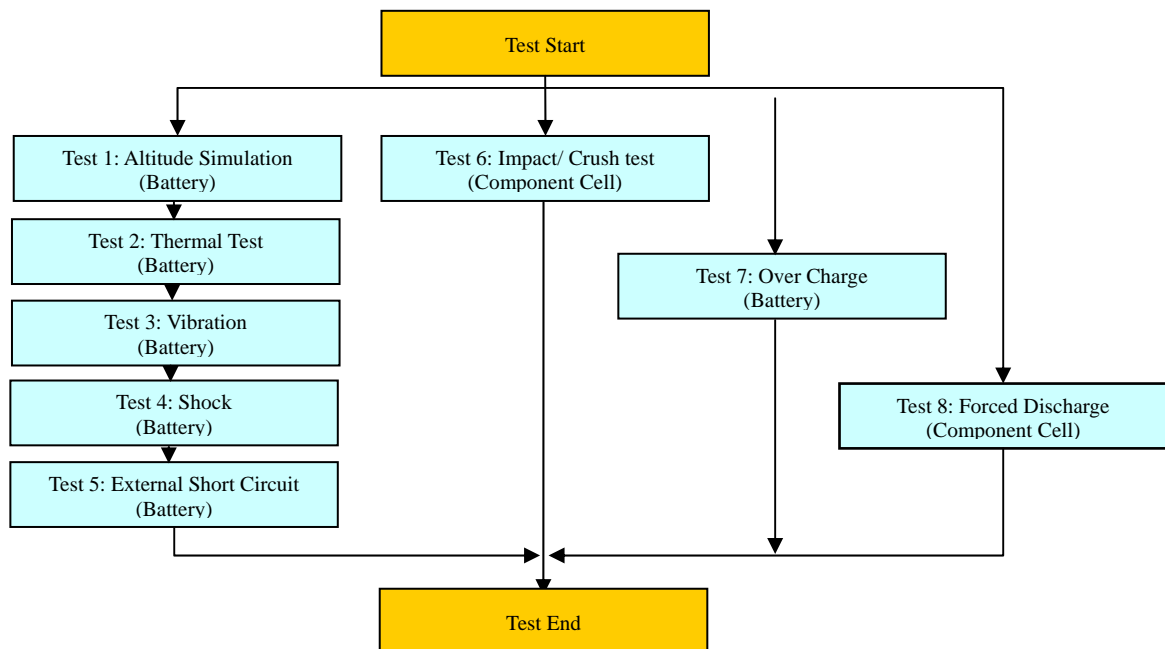 Test Start
Test 1: Altitude Simulation
(Battery)
Test 2: Thermal Test
(Battery)
Test 3: Vibration
(Battery)
Test 4: Shock
(Battery)
Test 5: External Short Circuit
(Battery)
Test 6: Impact/ Crush test
(Component Cell)
Test 7: Over Charge
(Battery)
Test 8: Forced Discharge
(Component Cell)
Test End